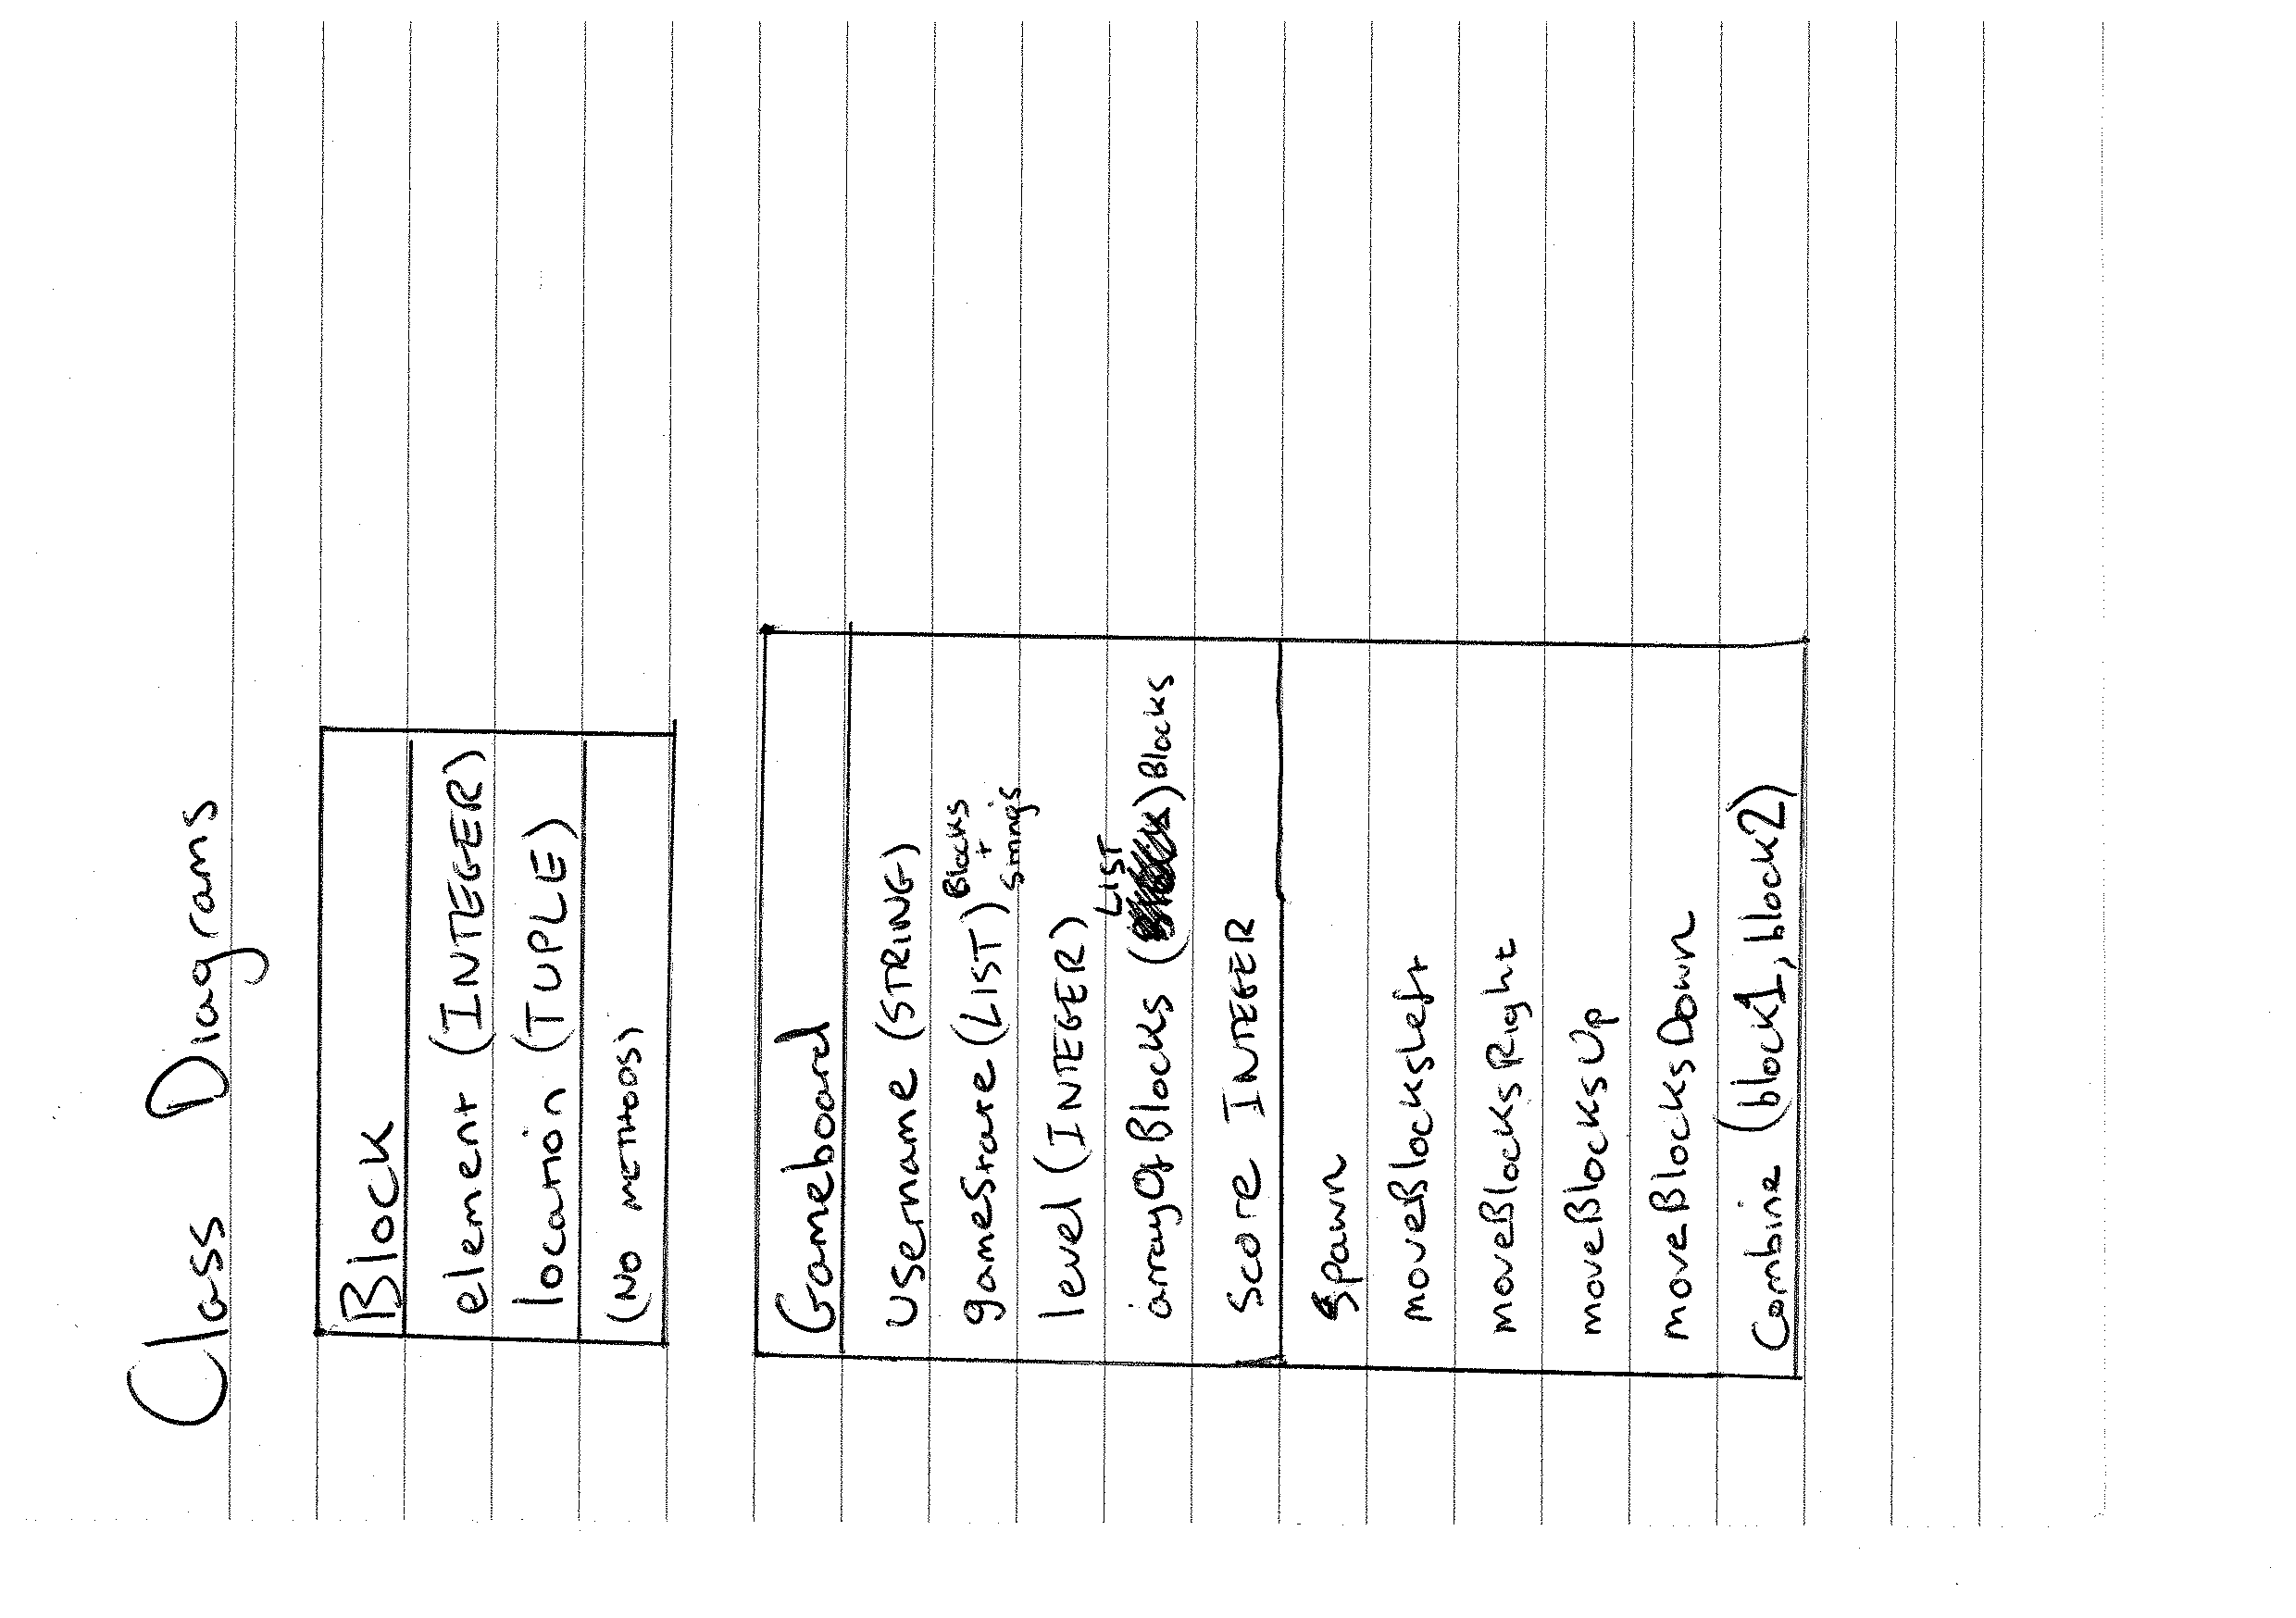 Class Diagrams
Block
element (INTEGER)
location (TUPLE)
(NO METHODS)
Gameboard
username (STRING)
gameState (LIST) Blocks + Strings
level (INTEGER)
arrayOfBlocks (LIST) Blocks
Score INTEGER
Spawn
moveBlocksLeft
moveBlocksRight
moveBlocksUp
moveBlocksDown
Combine (block1, block2)